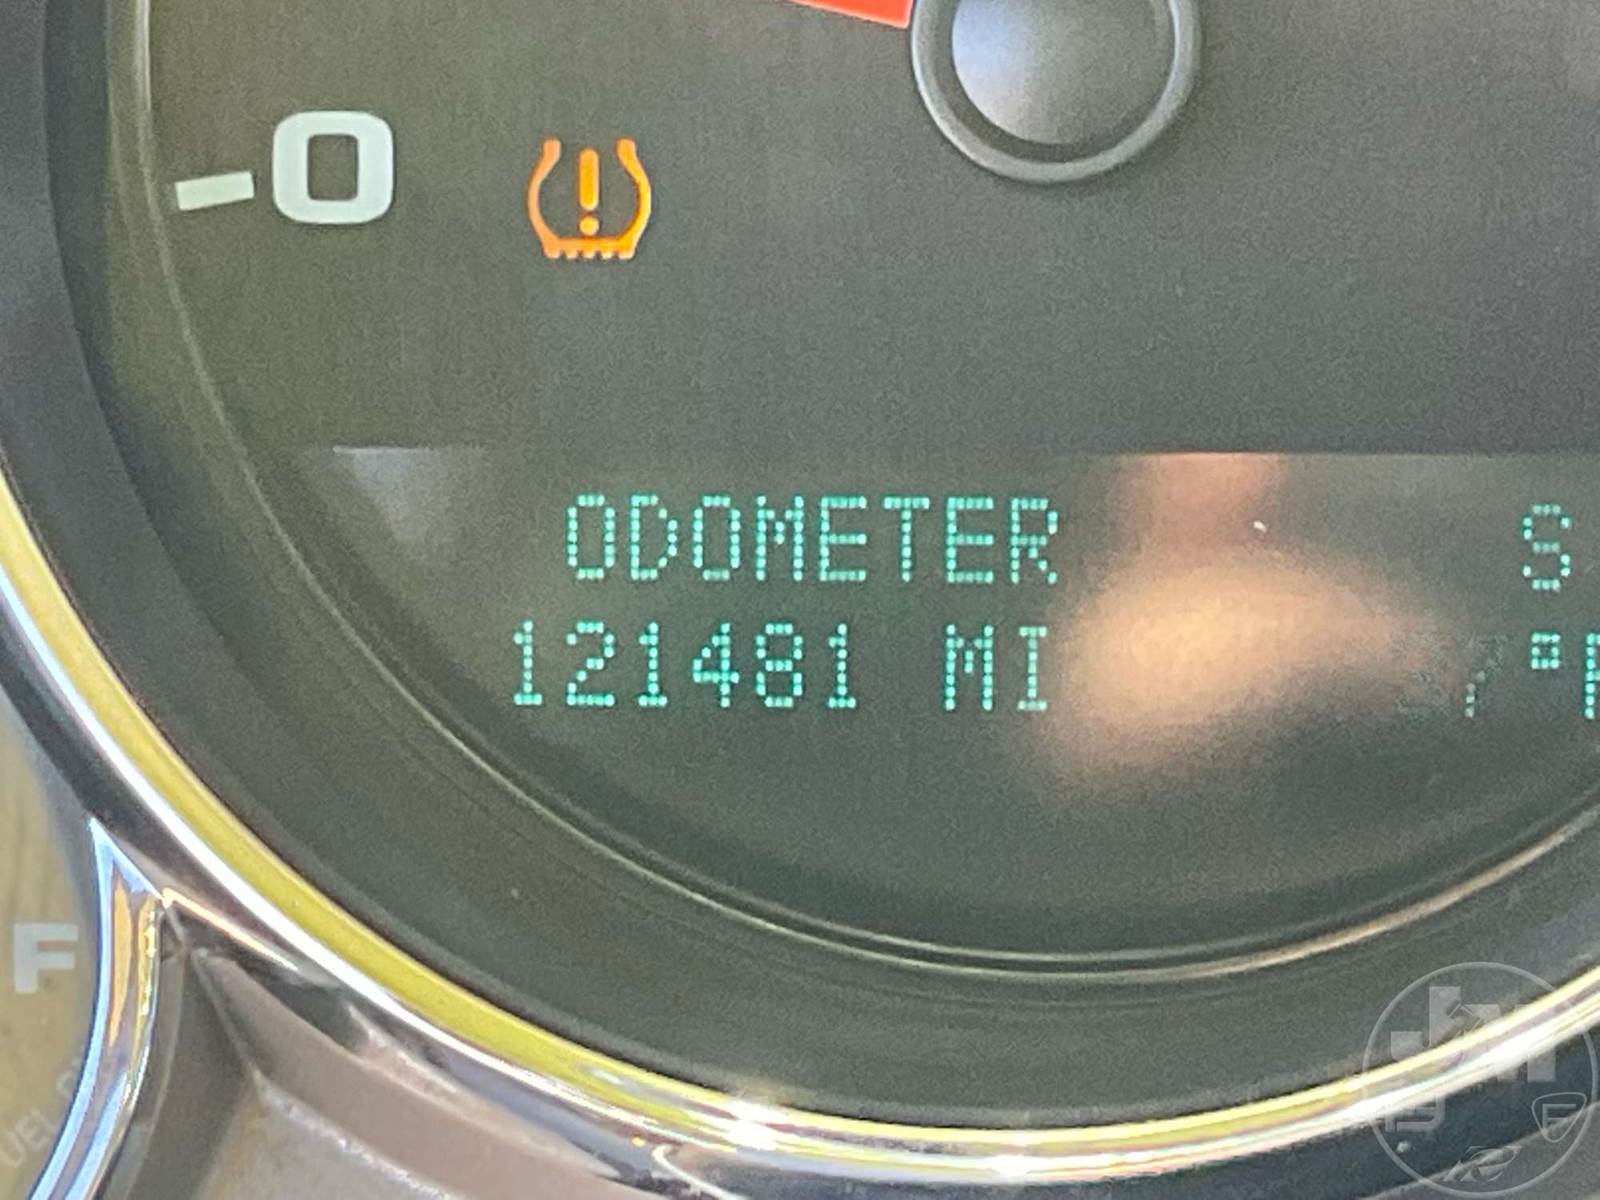 0
ODOMETER S
121481 MI °F
F